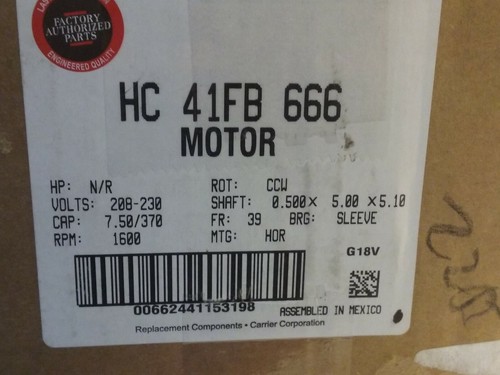 FACTORY
AUTHORIZED
PARTS
ENGINEERED QUALITY
HC 41FB 666
MOTOR
HP: N/R ROT: CCW
VOLTS: 208-230 SHAFT: 0.500× 5.00 ×5.10
CAP: 7.50/370 FR: 39 BRG: SLEEVE
RPM: 1600 MTG: HOR
G18V
00662441153198
ASSEMBLED IN MEXICO
Replacement Components • Carrier Corporation